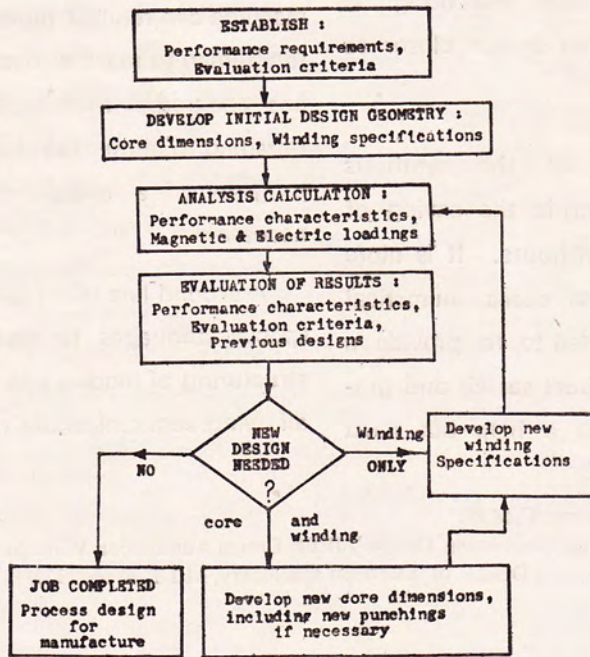 ESTABLISH :
Performance requirements,
Evaluation criteria
DEVELOP INITIAL DESIGN GEOMETRY :
Core dimensions, Winding specifications
ANALYSIS CALCULATION :
Performance characteristics,
Magnetic & Electric loadings
EVALUATION OF RESULTS :
Performance characteristics,
Evaluation criteria,
Previous designs
NEW
DESIGN
NEEDED
?
NO
Winding
ONLY
Develop new
winding
Specifications
core
and
winding
JOB COMPLETED
Process design
for
manufacture
Develop new core dimensions,
including new punchings
if necessary